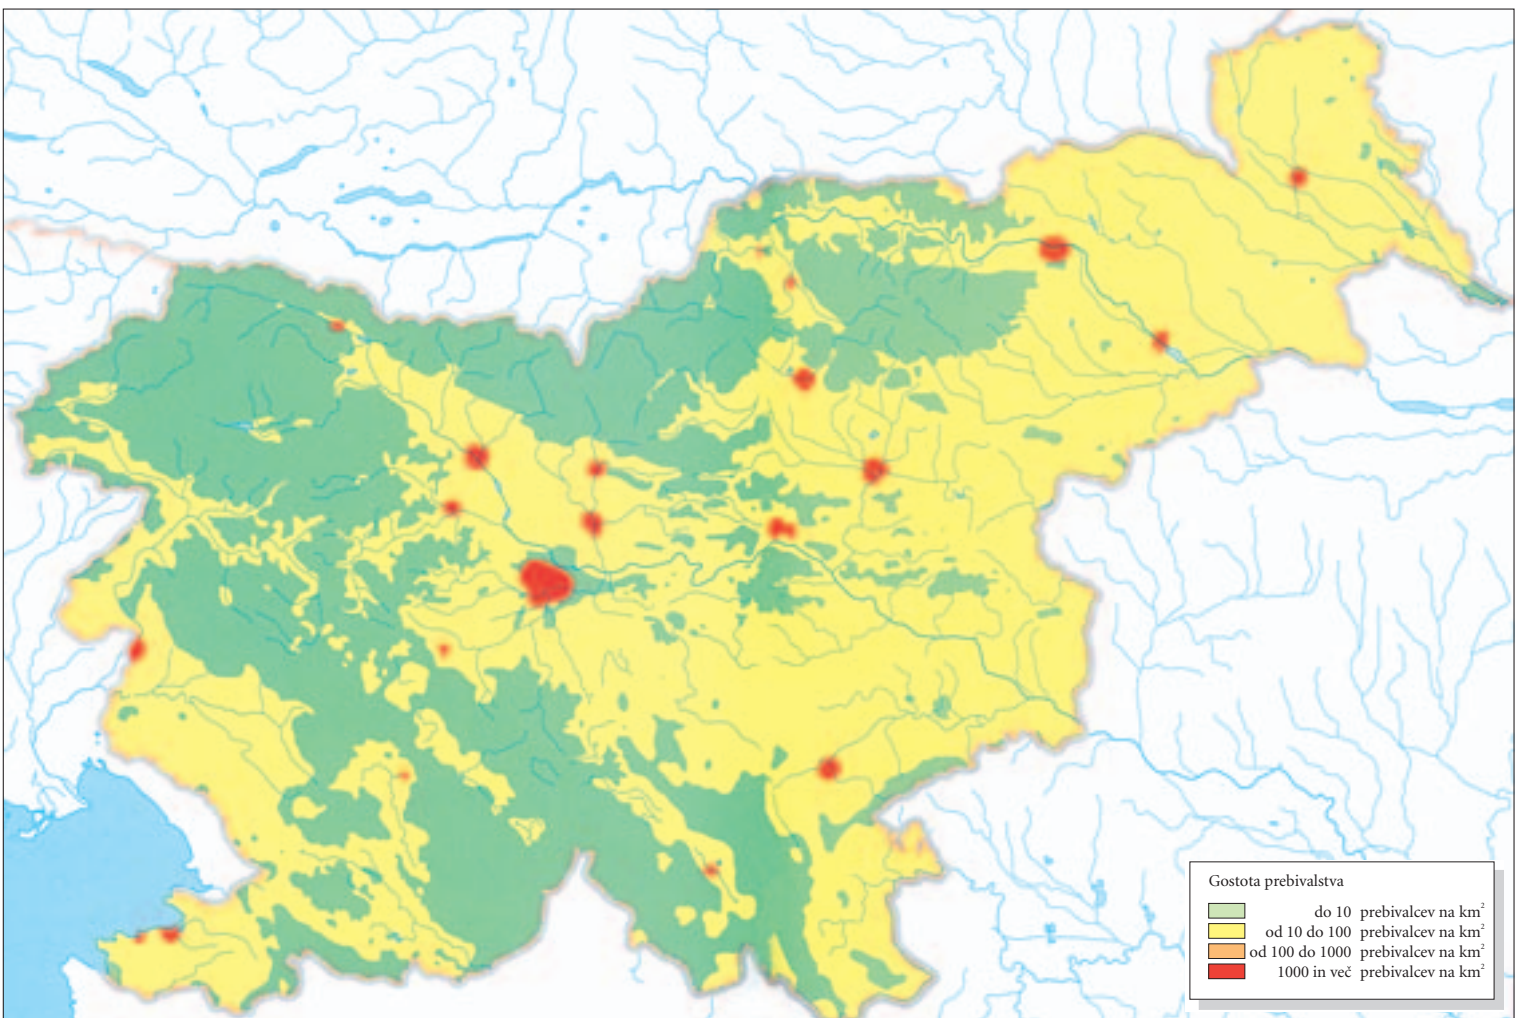 Gostota prebivalstva
do 10 prebivalcev na km²
od 10 do 100 prebivalcev na km²
od 100 do 1000 prebivalcev na km²
1000 in več prebivalcev na km²